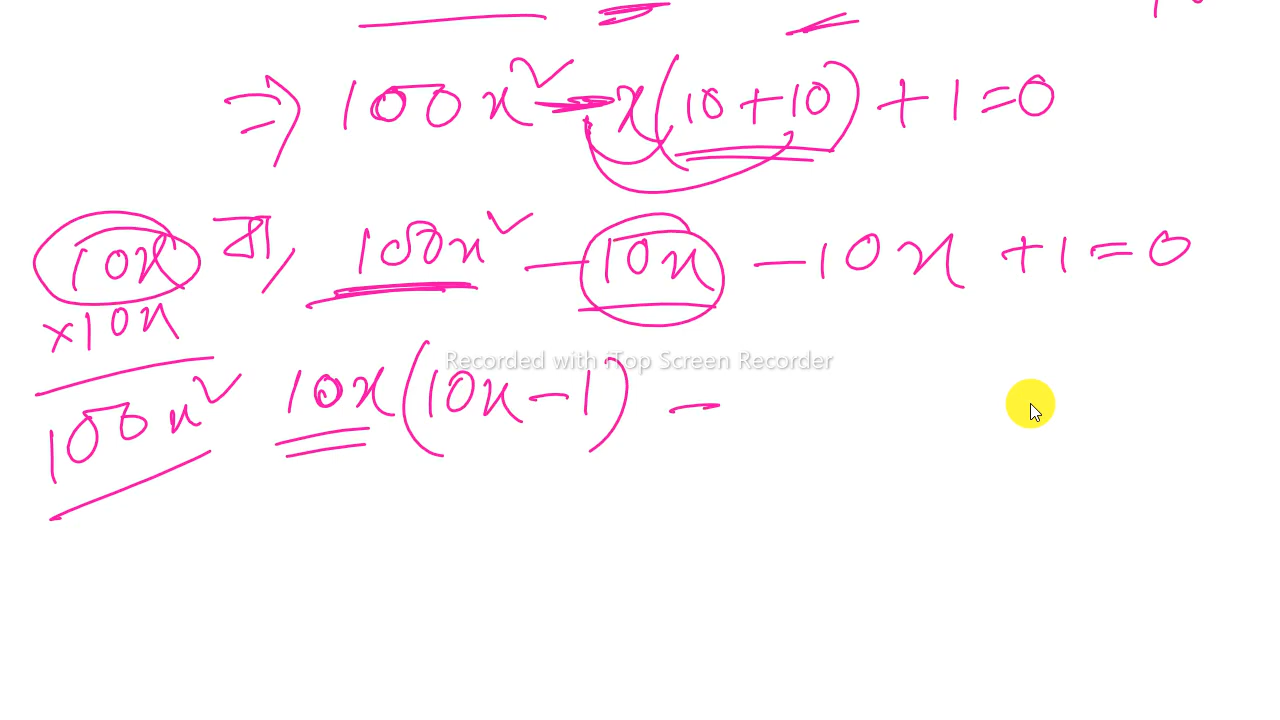 ⇒ 100x² - x(10+10) + 1 = 0
10x या, 100x² - 10x - 10x + 1 = 0
×10x
100x² 10x(10x-1) -
Recorded with iTop Screen Recorder